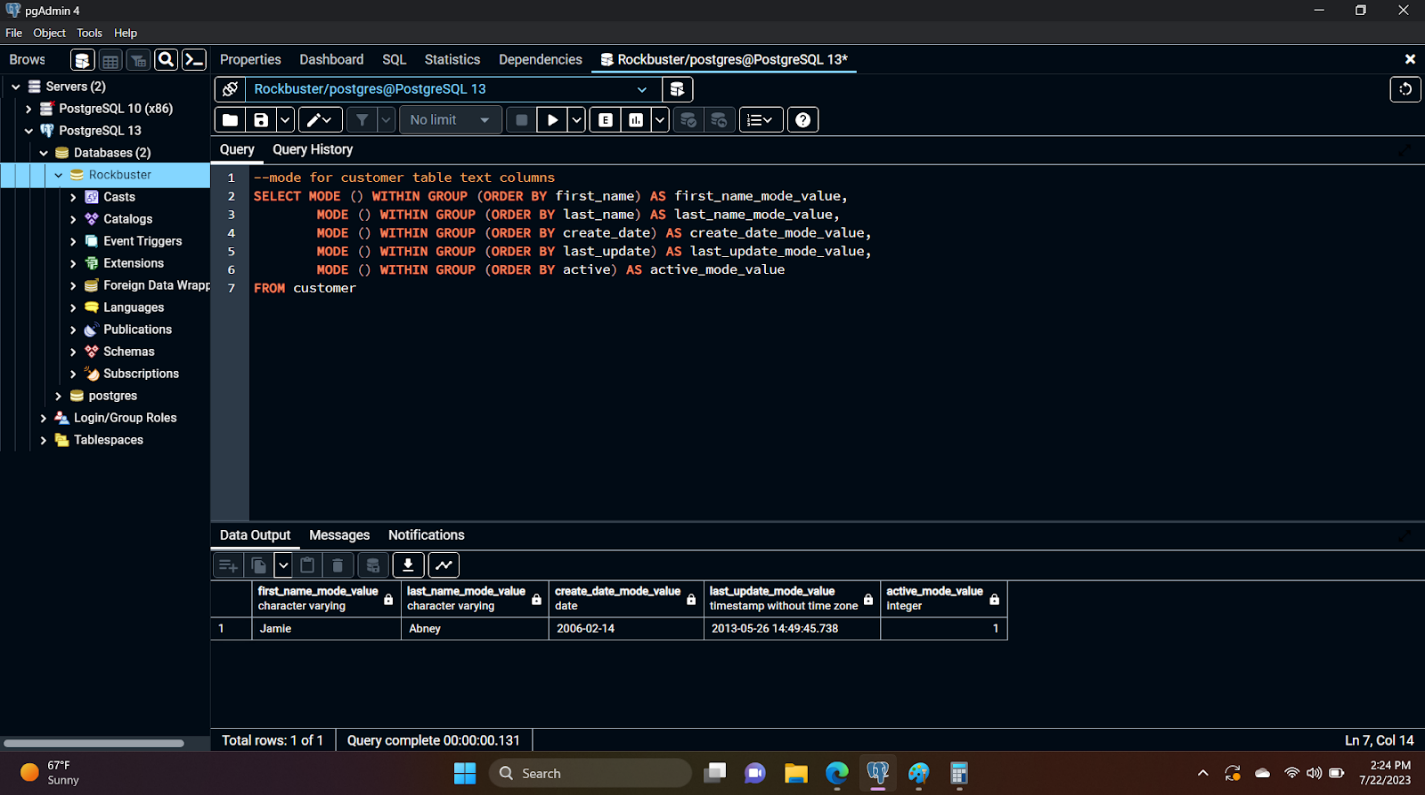 pgAdmin 4
File Object Tools Help
Brows
Properties Dashboard SQL Statistics Dependencies Rockbuster/postgres@PostgreSQL 13*
Servers (2)
PostgreSQL 10 (x86)
PostgreSQL 13
Databases (2)
Rockbuster
Casts
Catalogs
Event Triggers
Extensions
Foreign Data Wrapp
Languages
Publications
Schemas
Subscriptions
postgres
Login/Group Roles
Tablespaces
Rockbuster/postgres@PostgreSQL 13
No limit E
Query Query History
1 --mode for customer table text columns
2 SELECT MODE () WITHIN GROUP (ORDER BY first_name) AS first_name_mode_value,
3 MODE () WITHIN GROUP (ORDER BY last_name) AS last_name_mode_value,
4 MODE () WITHIN GROUP (ORDER BY create_date) AS create_date_mode_value,
5 MODE () WITHIN GROUP (ORDER BY last_update) AS last_update_mode_value,
6 MODE () WITHIN GROUP (ORDER BY active) AS active_mode_value
7 FROM customer
Data Output Messages Notifications
first_name_mode_value last_name_mode_value create_date_mode_value last_update_mode_value active_mode_value
character varying character varying date timestamp without time zone integer
1 Jamie Abney 2006-02-14 2013-05-26 14:49:45.738 1
Total rows: 1 of 1 Query complete 00:00:00.131 Ln 7, Col 14
67°F
Sunny
Search
2:24 PM
7/22/2023